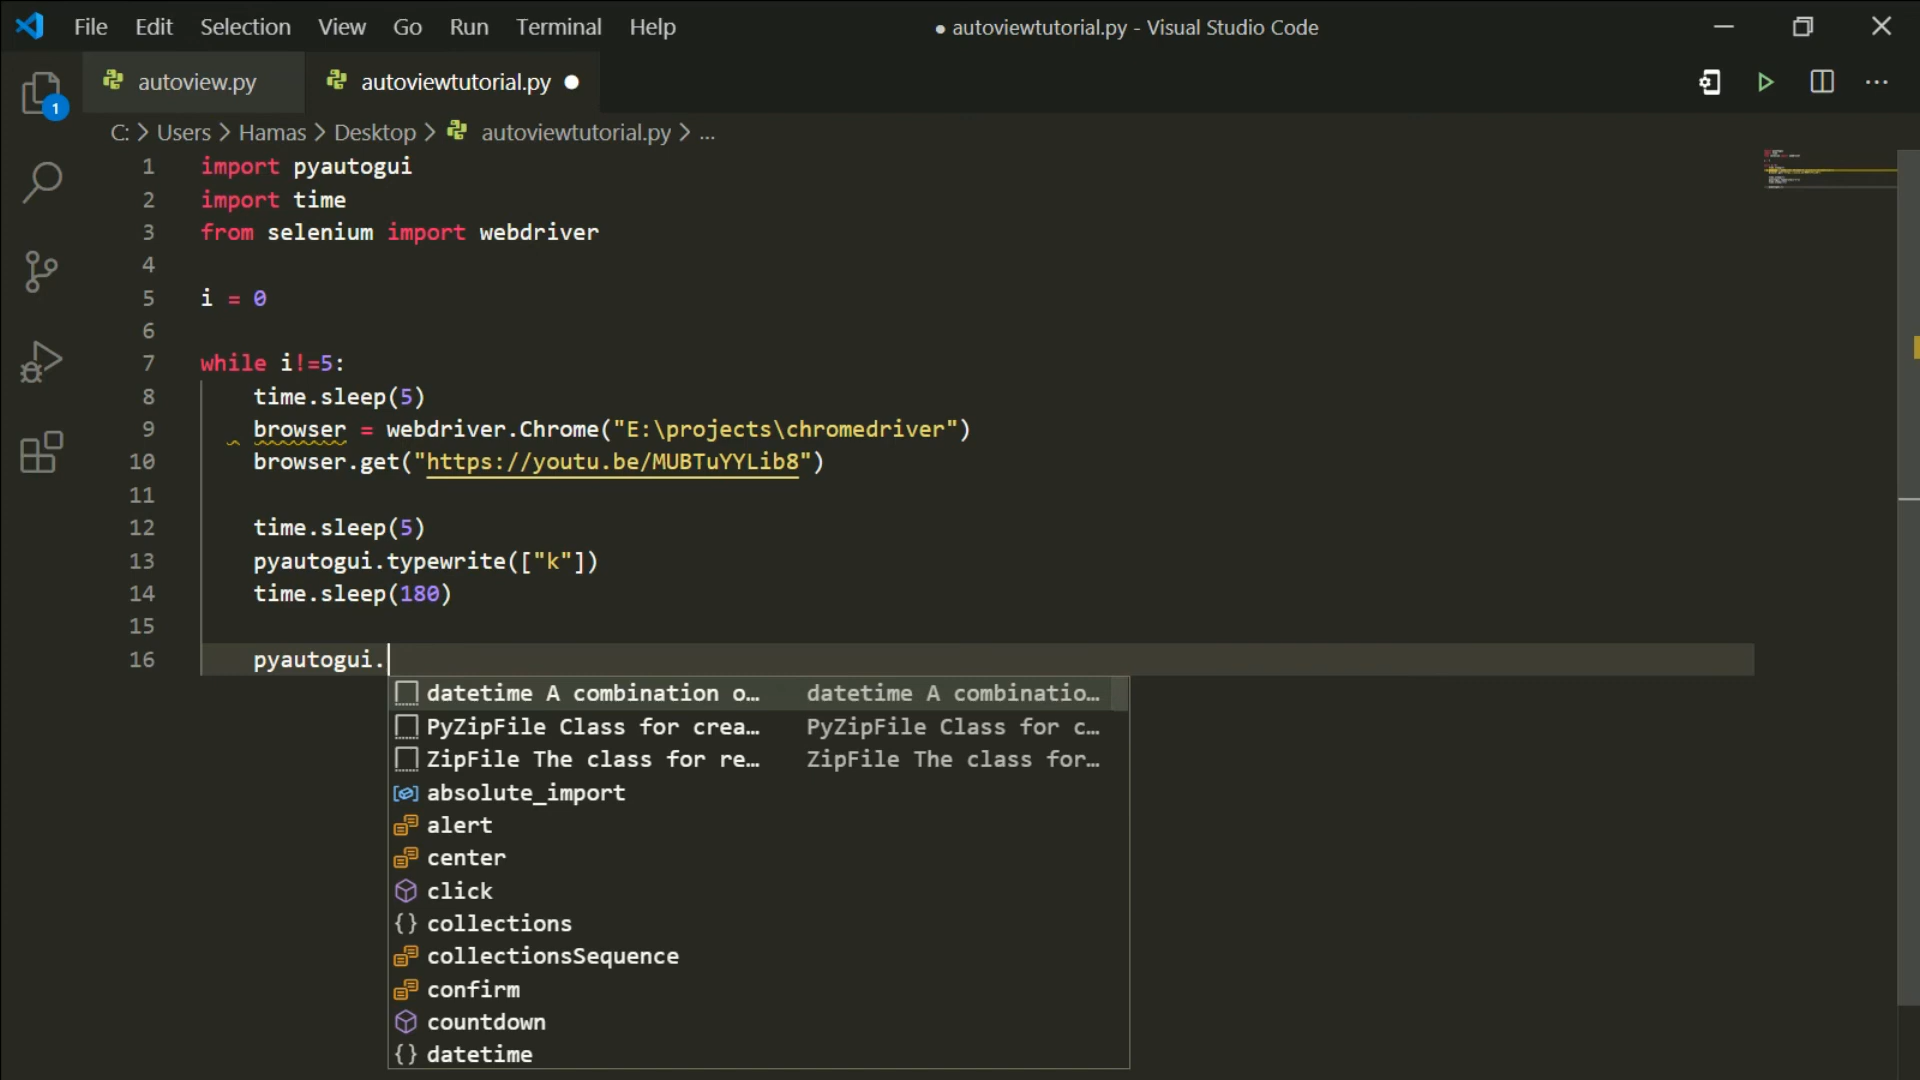 File Edit Selection View Go Run Terminal Help
● autoviewtutorial.py - Visual Studio Code
1
autoview.py
autoviewtutorial.py ●
C: > Users > Hamas > Desktop > autoviewtutorial.py > ...
1 import pyautogui
2 import time
3 from selenium import webdriver
4
5 i = 0
6
7 while i!=5:
8 time.sleep(5)
9 browser = webdriver.Chrome("E:\projects\chromedriver")
10 browser.get("https://youtu.be/MUBTuYYLib8")
11
12 time.sleep(5)
13 pyautogui.typewrite(["k"])
14 time.sleep(180)
15
16 pyautogui.
datetime A combination o… datetime A combinatio…
PyZipFile Class for crea… PyZipFile Class for c…
ZipFile The class for re… ZipFile The class for…
absolute_import
alert
center
click
{} collections
collectionsSequence
confirm
countdown
{} datetime